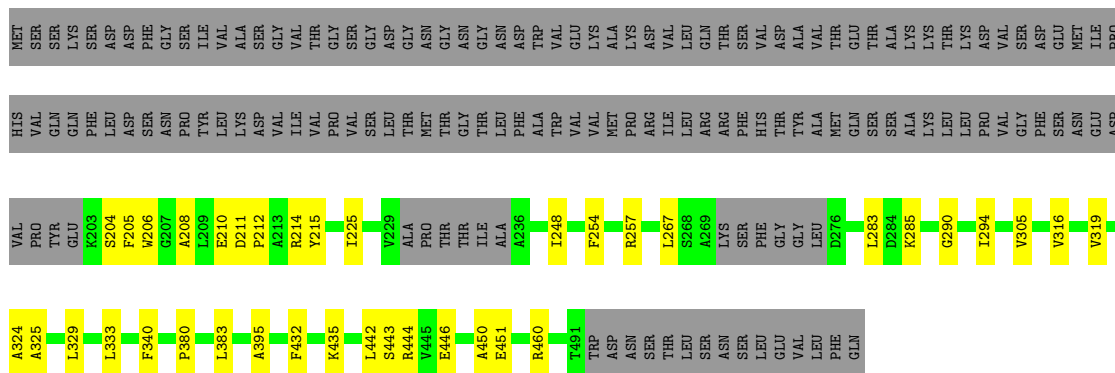 MET SER SER LYS SER ASP ASP PHE GLY SER ILE VAL ALA SER GLY VAL THR GLY SER GLY ASP GLY ASN GLY ASN GLY ASN ASP TRP VAL GLU LYS ALA LYS ASP VAL LEU GLN THR SER VAL ASP ALA VAL THR GLU THR ALA LYS LYS THR LYS ASP VAL SER ASP GLU MET ILE PRO
HIS VAL GLN GLN PHE LEU ASP SER ASN PRO TYR LEU LYS ASP VAL ILE VAL PRO VAL SER LEU THR MET THR GLY THR LEU PHE ALA TRP VAL VAL MET PRO ARG ILE LEU ARG ARG PHE HIS THR TYR ALA MET GLN SER SER ALA LYS LEU LEU PRO VAL GLY PHE SER ASN GLU ASP
VAL PRO TYR GLU K203 S204 F205 W206 G207 A208 L209 E210 D211 P212 A213 R214 Y215 I225 V229 ALA PRO THR THR ILE ALA A236 I248 F254 R257 L267 S268 A269 LYS SER PHE GLY GLY LEU D276 L283 D284 K285 G290 I294 V305 V316 V319
A324 A325 L329 L333 F340 P380 L383 A395 F432 K435 L442 S443 R444 V445 E446 A450 E451 R460 T491 TRP ASP ASN SER THR LEU SER ASN SER LEU GLU VAL LEU PHE GLN